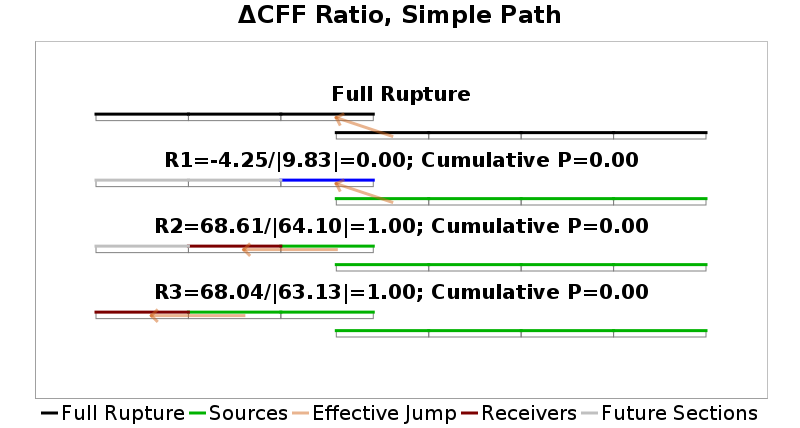 ΔCFF Ratio, Simple Path
Full Rupture
R1=-4.25/|9.83|=0.00; Cumulative P=0.00
R2=68.61/|64.10|=1.00; Cumulative P=0.00
R3=68.04/|63.13|=1.00; Cumulative P=0.00
Full Rupture Sources Effective Jump Receivers Future Sections